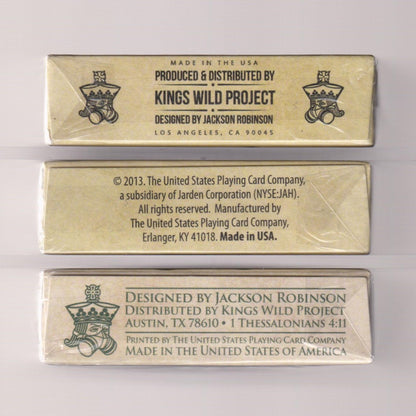 MADE IN THE USA
PRODUCED & DISTRIBUTED BY
KINGS WILD PROJECT
DESIGNED BY JACKSON ROBINSON
LOS ANGELES, CA 90045
© 2013. The United States Playing Card Company,
a subsidiary of Jarden Corporation (NYSE:JAH).
All rights reserved. Manufactured by
The United States Playing Card Company,
Erlanger, KY 41018. Made in USA.
DESIGNED BY JACKSON ROBINSON
DISTRIBUTED BY KINGS WILD PROJECT
AUSTIN, TX 78610 • 1 THESSALONIANS 4:11
PRINTED BY THE UNITED STATES PLAYING CARD COMPANY
MADE IN THE UNITED STATES OF AMERICA